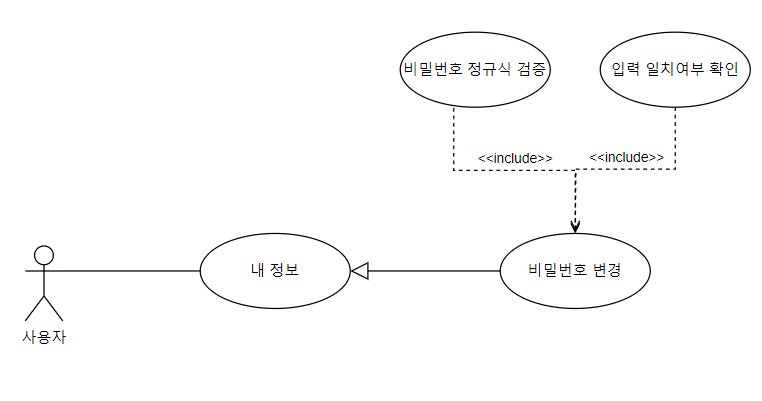 비밀번호 정규식 검증
입력 일치여부 확인
<<include>>
<<include>>
내 정보
비밀번호 변경
사용자